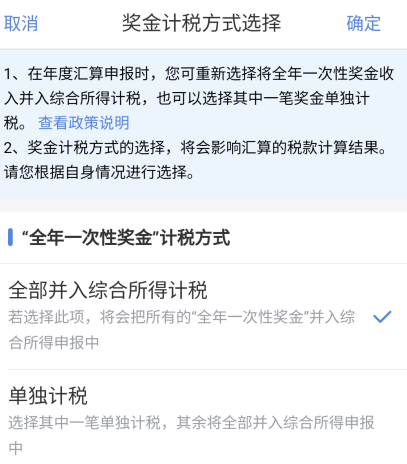 取消 奖金计税方式选择 确定
1、在年度汇算申报时，您可重新选择将全年一次性奖金收
入并入综合所得计税，也可以选择其中一笔奖金单独计
税。 查看政策说明
2、奖金计税方式的选择，将会影响汇算的税款计算结果。
请您根据自身情况进行选择。
“全年一次性奖金”计税方式
全部并入综合所得计税
若选择此项，将会把所有的“全年一次性奖金”并入综
合所得申报中
单独计税
选择其中一笔单独计税，其余将全部并入综合所得申报
中